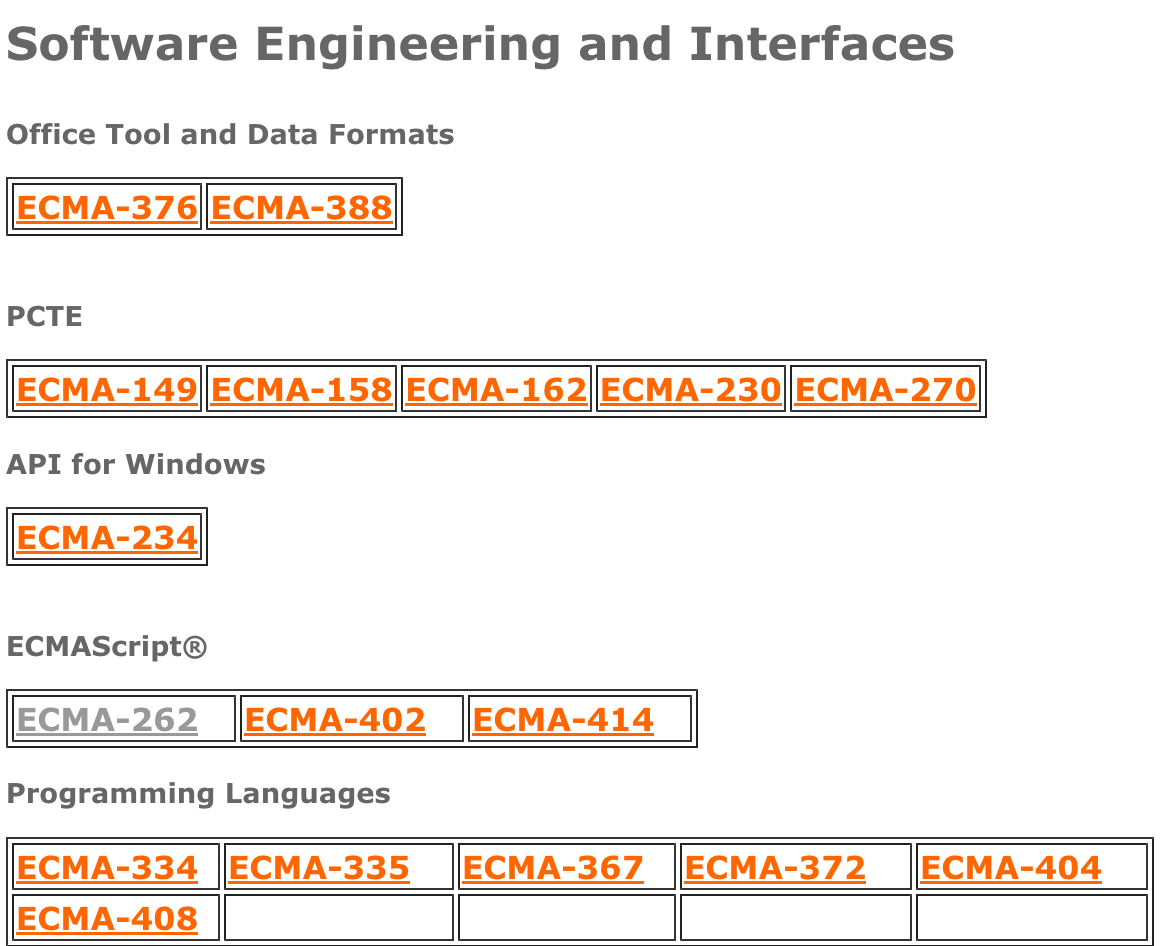 Software Engineering and Interfaces
Office Tool and Data Formats
ECMA-376 ECMA-388
PCTE
ECMA-149 ECMA-158 ECMA-162 ECMA-230 ECMA-270
API for Windows
ECMA-234
ECMAScript®
ECMA-262 ECMA-402 ECMA-414
Programming Languages
ECMA-334 ECMA-335 ECMA-367 ECMA-372 ECMA-404
ECMA-408